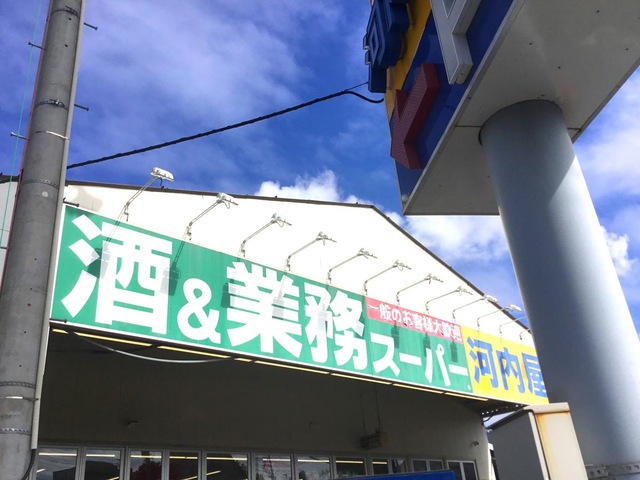 酒&業務スーパー
一般のお客様大歓迎
河内屋